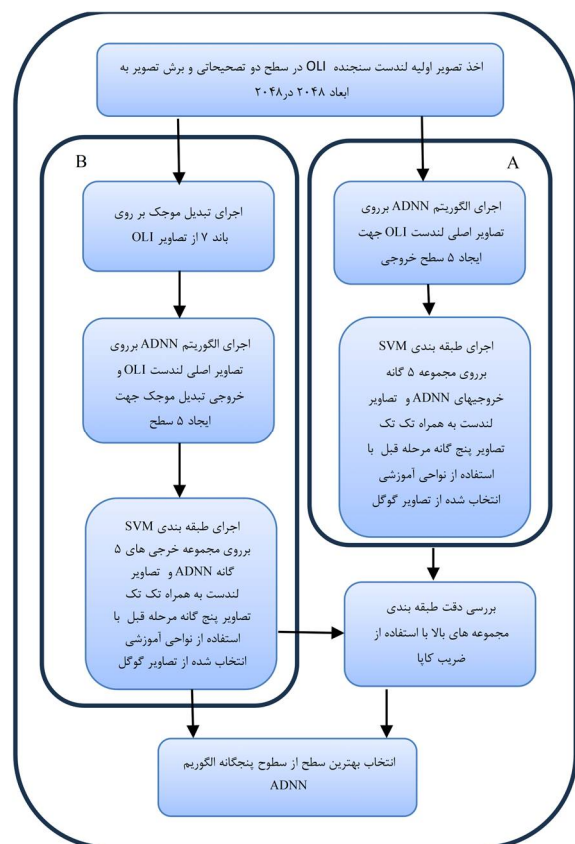 اخذ تصویر اولیه لندست سنجنده OLI در سطح دو تصحیحاتی و برش تصویر به
ابعاد ۲۰۴۸ در۲۰۴۸
A
اجرای الگوریتم ADNN برروی
تصاویر اصلی لندست OLI جهت
ایجاد ۵ سطح خروجی
اجرای طبقه بندی SVM
برروی مجموعه ۵ گانه
خروجیهای ADNN و تصاویر
لندست به همراه تک تک
تصاویر پنج گانه مرحله قبل با
استفاده از نواحی آموزشی
انتخاب شده از تصاویر گوگل
B
اجرای تبدیل موجک بر روی
باند ۷ از تصاویر OLI
اجرای الگوریتم ADNN برروی
تصاویر اصلی لندست OLI و
خروجی تبدیل موجک جهت
ایجاد ۵ سطح
اجرای طبقه بندی SVM
برروی مجموعه خرجی های ۵
گانه ADNN و تصاویر
لندست به همراه تک تک
تصاویر پنج گانه مرحله قبل با
استفاده از نواحی آموزشی
انتخاب شده از تصاویر گوگل
بررسی دقت طبقه بندی
مجموعه های بالا با استفاده از
ضریب کاپا
انتخاب بهترین سطح از سطوح پنجگانه الگوریم
ADNN